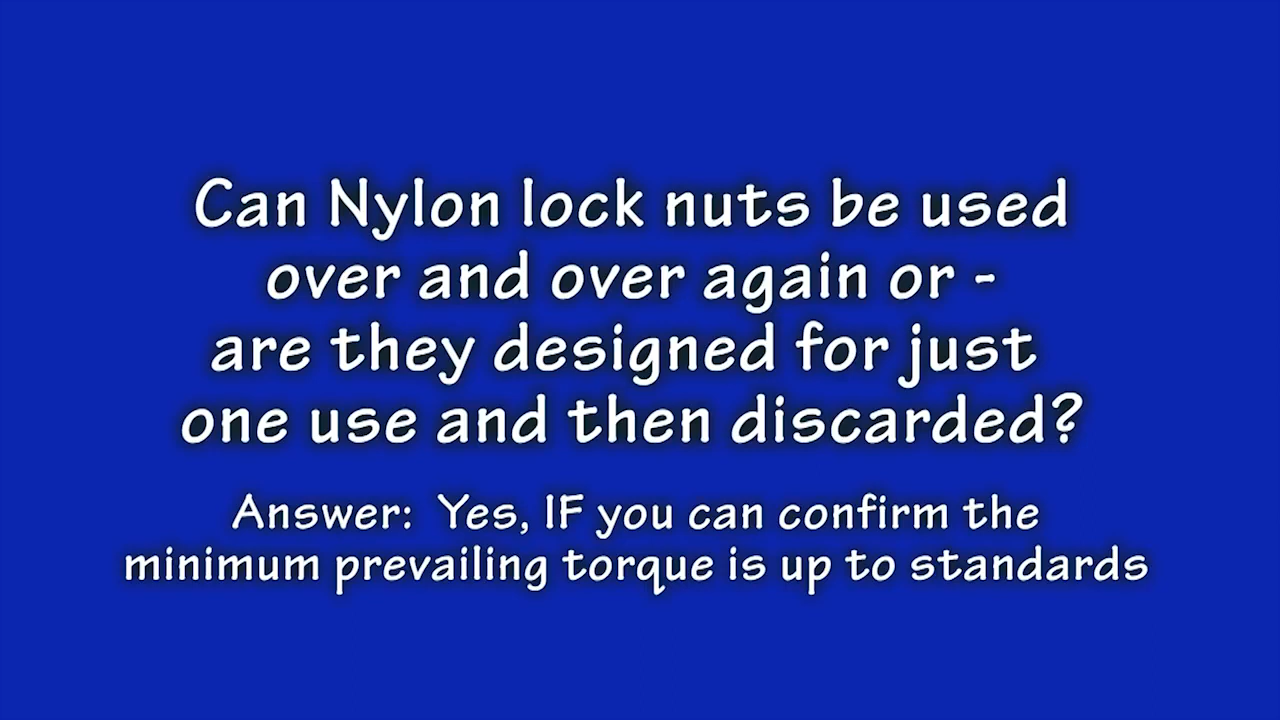 Can Nylon lock nuts be used
over and over again or -
are they designed for just
one use and then discarded?
Answer: Yes, IF you can confirm the
minimum prevailing torque is up to standards